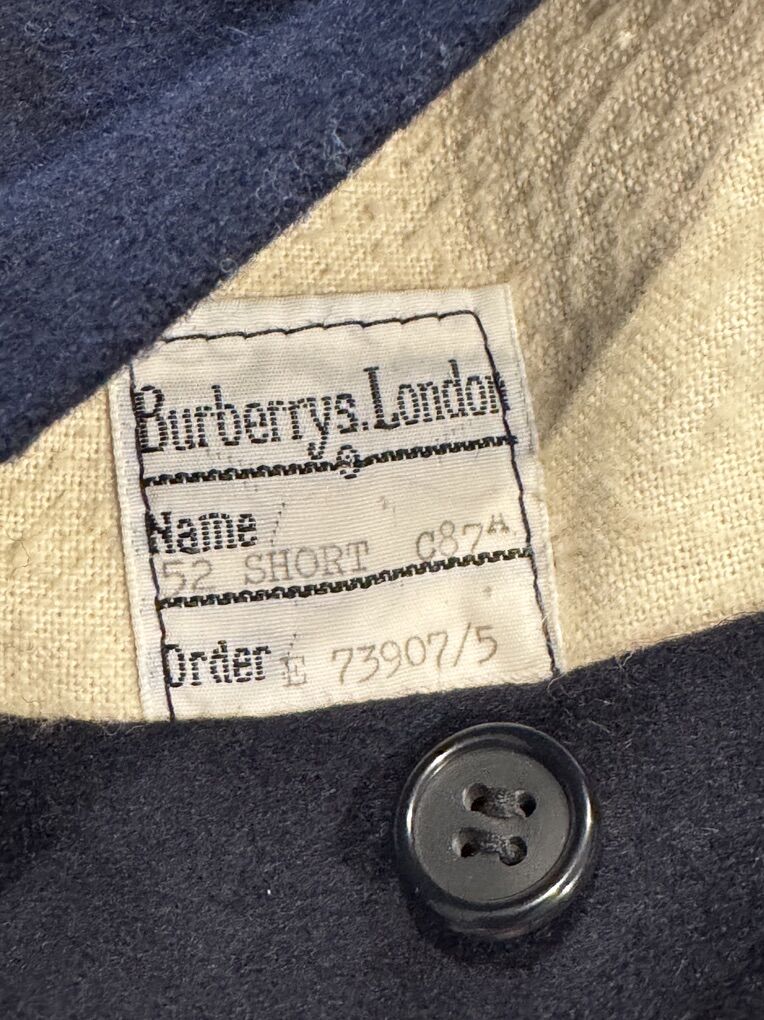 Burberrys.London
Name
52 SHORT C87A
Order E 73907/5